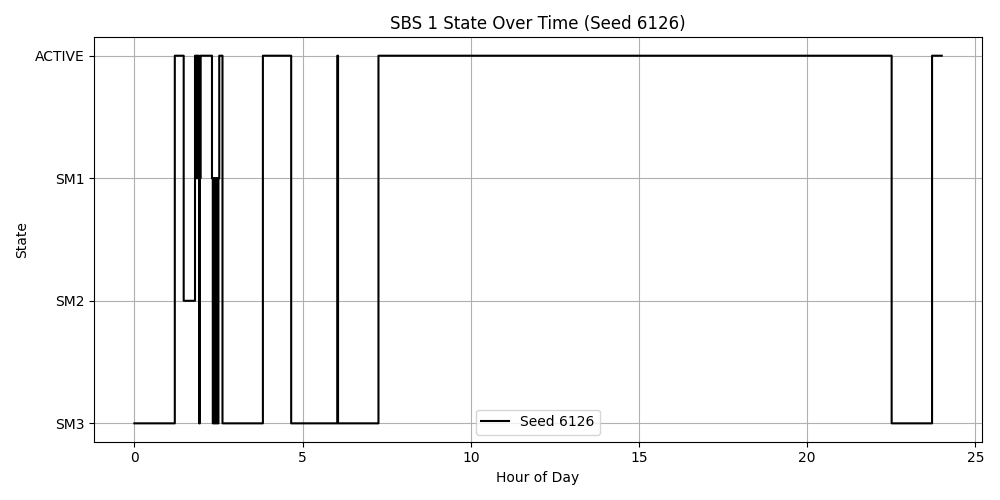 SBS 1 State Over Time (Seed 6126)
ACTIVE
SM1
SM2
SM3
State
Seed 6126
0 5 10 15 20 25
Hour of Day